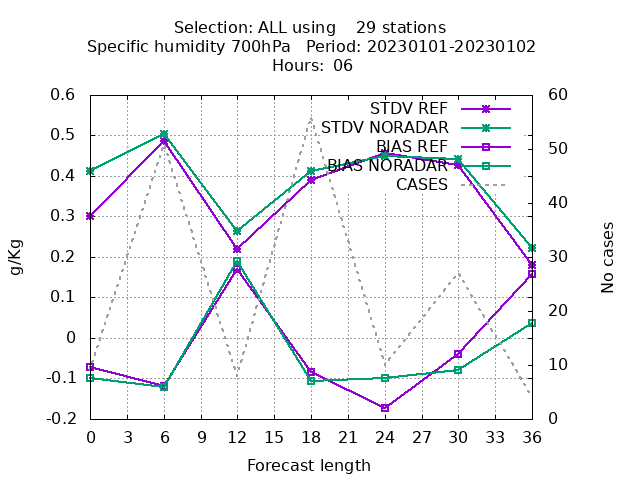 Selection: ALL using    29 stations
Specific humidity 700hPa   Period: 20230101-20230102
Hours: 06
STDV REF
STDV NORADAR
BIAS REF
BIAS NORADAR
CASES
0.6
0.5
0.4
0.3
0.2
0.1
0
-0.1
-0.2
60
50
40
30
20
10
0
g/Kg
No cases
0 3 6 9 12 15 18 21 24 27 30 33 36
Forecast length